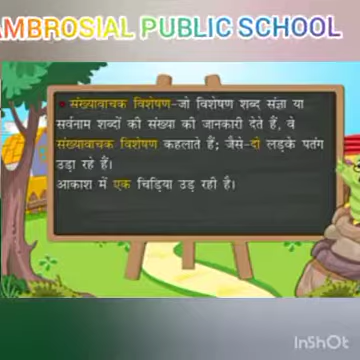 AMBROSIAL PUBLIC SCHOOL
संख्यावाचक विशेषण-जो विशेषण शब्द संज्ञा या
सर्वनाम शब्दों की संख्या की जानकारी देते हैं, वे
संख्यावाचक विशेषण कहलाते हैं; जैसे-दो लड़के पतंग
उड़ा रहे हैं।
आकाश में एक चिड़िया उड़ रही है।
InShOt